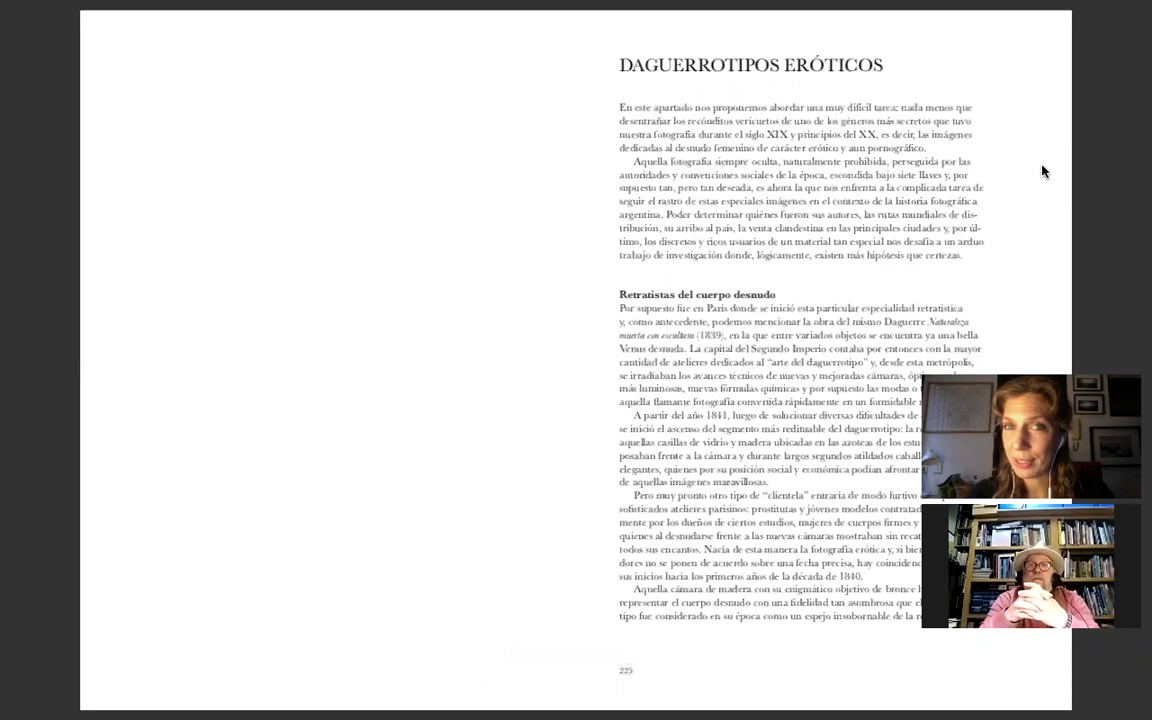 DAGUERROTIPOS ERÓTICOS
En este apartado nos proponemos abordar una muy difícil tarea; nada menos que
desentrañar los recónditos vericuetos de uno de los géneros más secretos que tuvo
nuestra fotografía durante el siglo XIX y principios del XX, es decir, las imágenes
dedicadas al desnudo femenino de carácter erótico y aun pornográfico.
Aquella fotografía siempre oculta, naturalmente prohibida, perseguida por las
autoridades y convenciones sociales de la época, escondida bajo siete llaves y, por
supuesto tan, pero tan deseada, es ahora la que nos enfrenta a la complicada tarea de
seguir el rastro de estas especiales imágenes en el contexto de la historia fotográfica
argentina. Poder determinar quiénes fueron sus autores, las rutas mundiales de dis-
tribución, su arribo al país, la venta clandestina en las principales ciudades y, por úl-
timo, los discretos y ricos usuarios de un material tan especial nos desafía a un arduo
trabajo de investigación donde, lógicamente, existen más hipótesis que certezas.
Retratistas del cuerpo desnudo
Por supuesto fue en París donde se inició esta particular especialidad retratística
y, como antecedente, podemos mencionar la obra del mismo Daguerre Naturaleza
muerta con escultura (1839), en la que entre variados objetos se encuentra ya una bella
Venus desnuda. La capital del Segundo Imperio contaba por entonces con la mayor
cantidad de atelieres dedicados al “arte del daguerrotipo” y, desde esta metrópolis,
se irradiaban los avances técnicos de nuevas y mejoradas cámaras,
más luminosas, nuevas fórmulas químicas y por supuesto las modas o
aquella flamante fotografía convertida rápidamente en un formidable
A partir del año 1841, luego de solucionar diversas dificultades de
se inició el ascenso del segmento más redituable del daguerrotipo: la
aquellas casillas de vidrio y madera ubicadas en las azoteas de los
posaban frente a la cámara y durante largos segundos atildados
elegantes, quienes por su posición social y económica podían afrontar
de aquellas imágenes maravillosas.
Pero muy pronto otro tipo de “clientela” entraría de modo furtivo
sofisticados atelieres parisinos: prostitutas y jóvenes modelos
mente por los dueños de ciertos estudios, mujeres de cuerpos firmes y
quienes al desnudarse frente a las nuevas cámaras mostraban sin
todos sus encantos. Nacía de esta manera la fotografía erótica y, si
dores no se ponen de acuerdo sobre una fecha precisa, hay
sus inicios hacia los primeros años de la década de 1840.
Aquella cámara de madera con su enigmático objetivo de bronce
representar el cuerpo desnudo con una fidelidad tan asombrosa que
tipo fue considerado en su época como un espejo insobornable de la
225